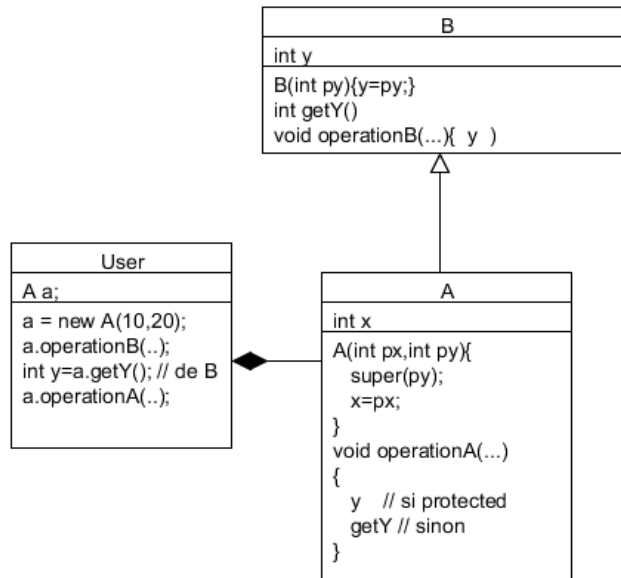 B
int y
B(int py){y=py;}
int getY()
void operationB(...){ y )
User
A a;
a = new A(10,20);
a.operationB(..);
int y=a.getY(); // de B
a.operationA(..);
A
int x
A(int px,int py){
super(py);
x=px;
}
void operationA(...)
{
y // si protected
getY // sinon
}